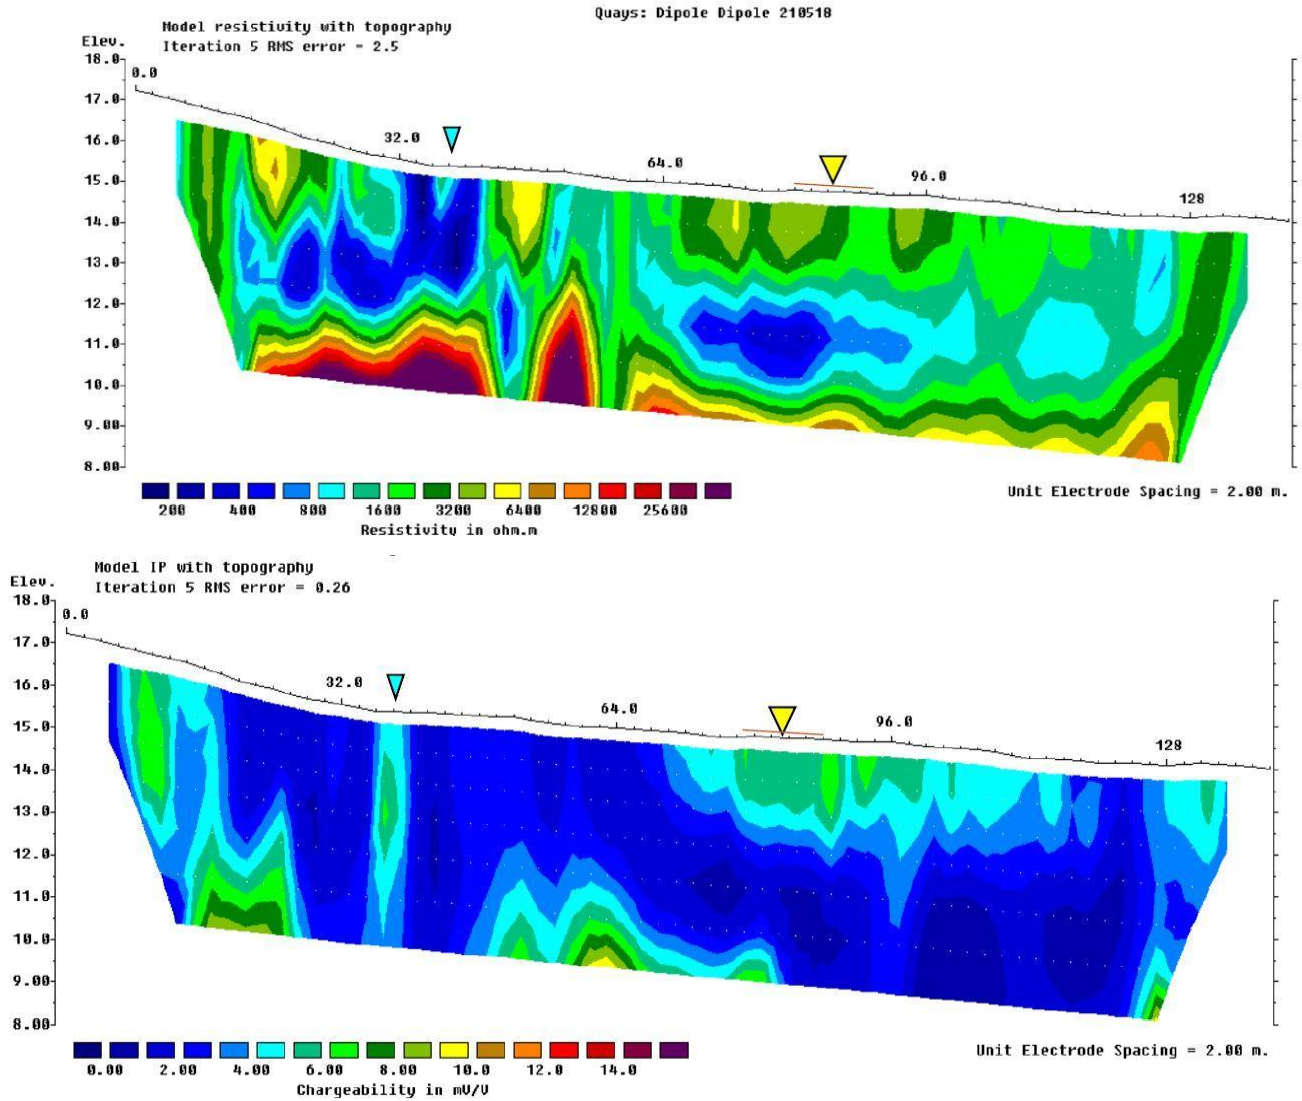 Quays: Dipole Dipole 210518
Model resistivity with topography
Elev. Iteration 5 RMS error = 2.5
18.0
0.0
17.0
16.0
32.0
15.0
64.0
96.0
128
14.0
13.0
12.0
11.0
10.0
9.00
8.00
200 400 800 1600 3200 6400 12800 25600
Resistivity in ohm.m
Unit Electrode Spacing = 2.00 m.
Model IP with topography
Elev. Iteration 5 RMS error = 0.26
18.0
0.0
17.0
16.0
32.0
15.0
64.0
96.0
128
14.0
13.0
12.0
11.0
10.0
9.00
8.00
0.00 2.00 4.00 6.00 8.00 10.0 12.0 14.0
Chargeability in mV/V
Unit Electrode Spacing = 2.00 m.